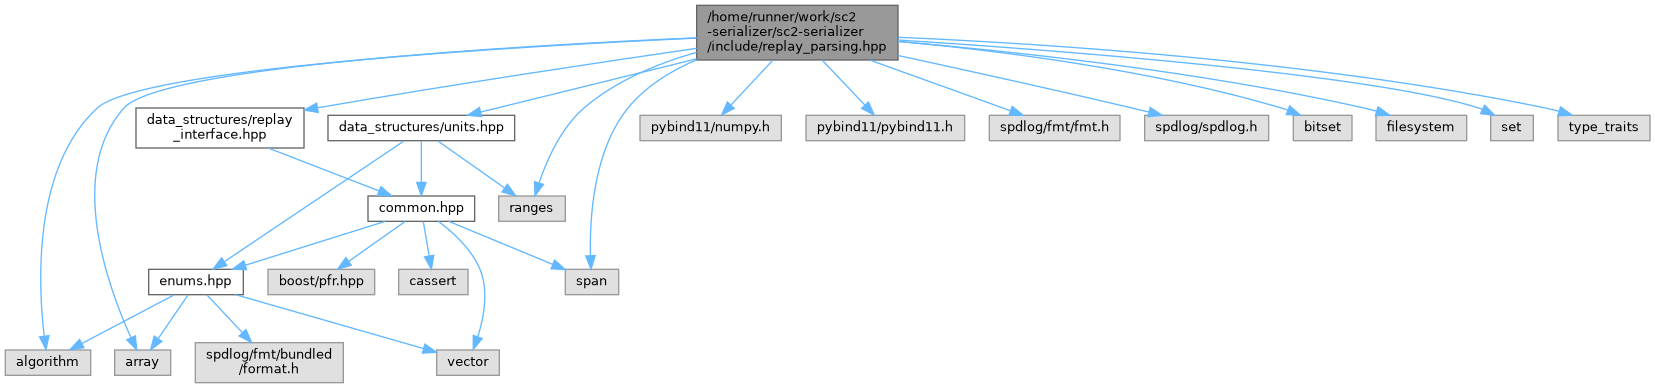 /home/runner/work/sc2
-serializer/sc2-serializer
/include/replay_parsing.hpp
data_structures/replay
_interface.hpp
data_structures/units.hpp
pybind11/numpy.h
pybind11/pybind11.h
spdlog/fmt/fmt.h
spdlog/spdlog.h
bitset
filesystem
set
type_traits
common.hpp
ranges
enums.hpp
boost/pfr.hpp
cassert
span
algorithm
array
spdlog/fmt/bundled
/format.h
vector